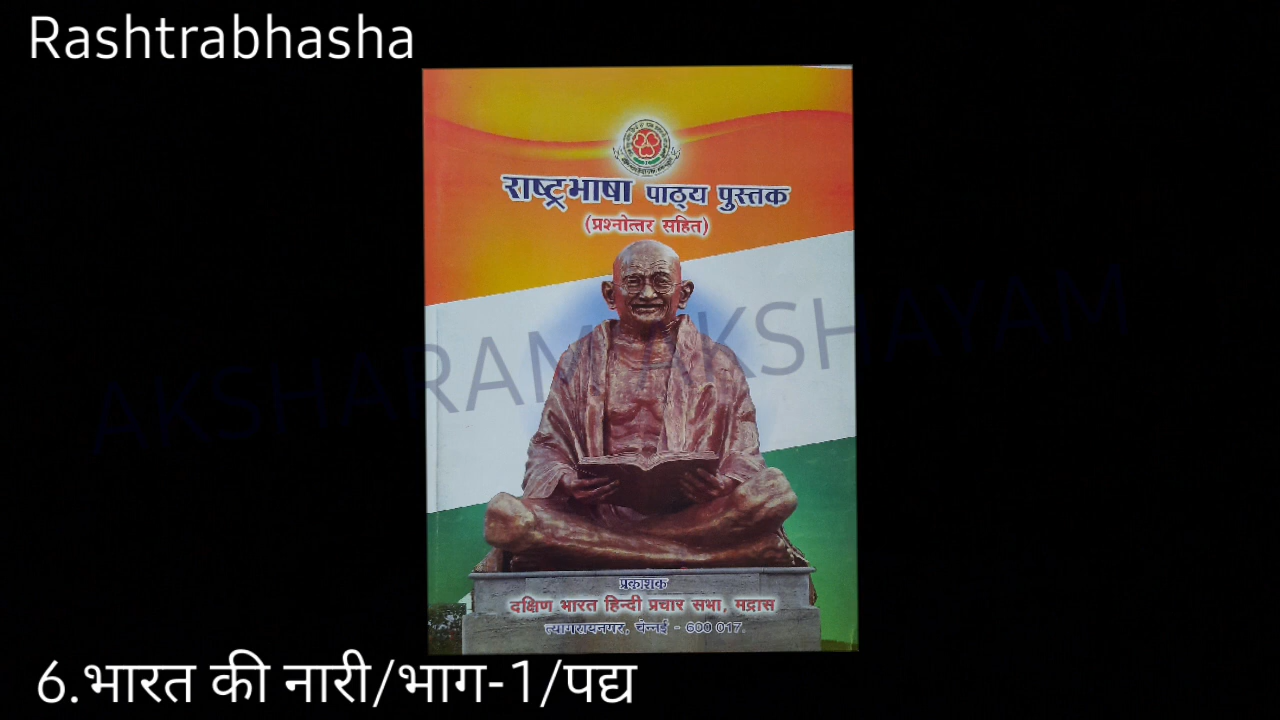 Rashtrabhasha
राष्ट्रभाषा पाठ्य पुस्तक
(प्रश्नोत्तर सहित)
AKSHARAM AKSHAYAM
प्रकाशक
दक्षिण भारत हिन्दी प्रचार सभा, मद्रास
त्यागरायनगर, चेन्नई - 600 017.
6.भारत की नारी/भाग-1/पद्य